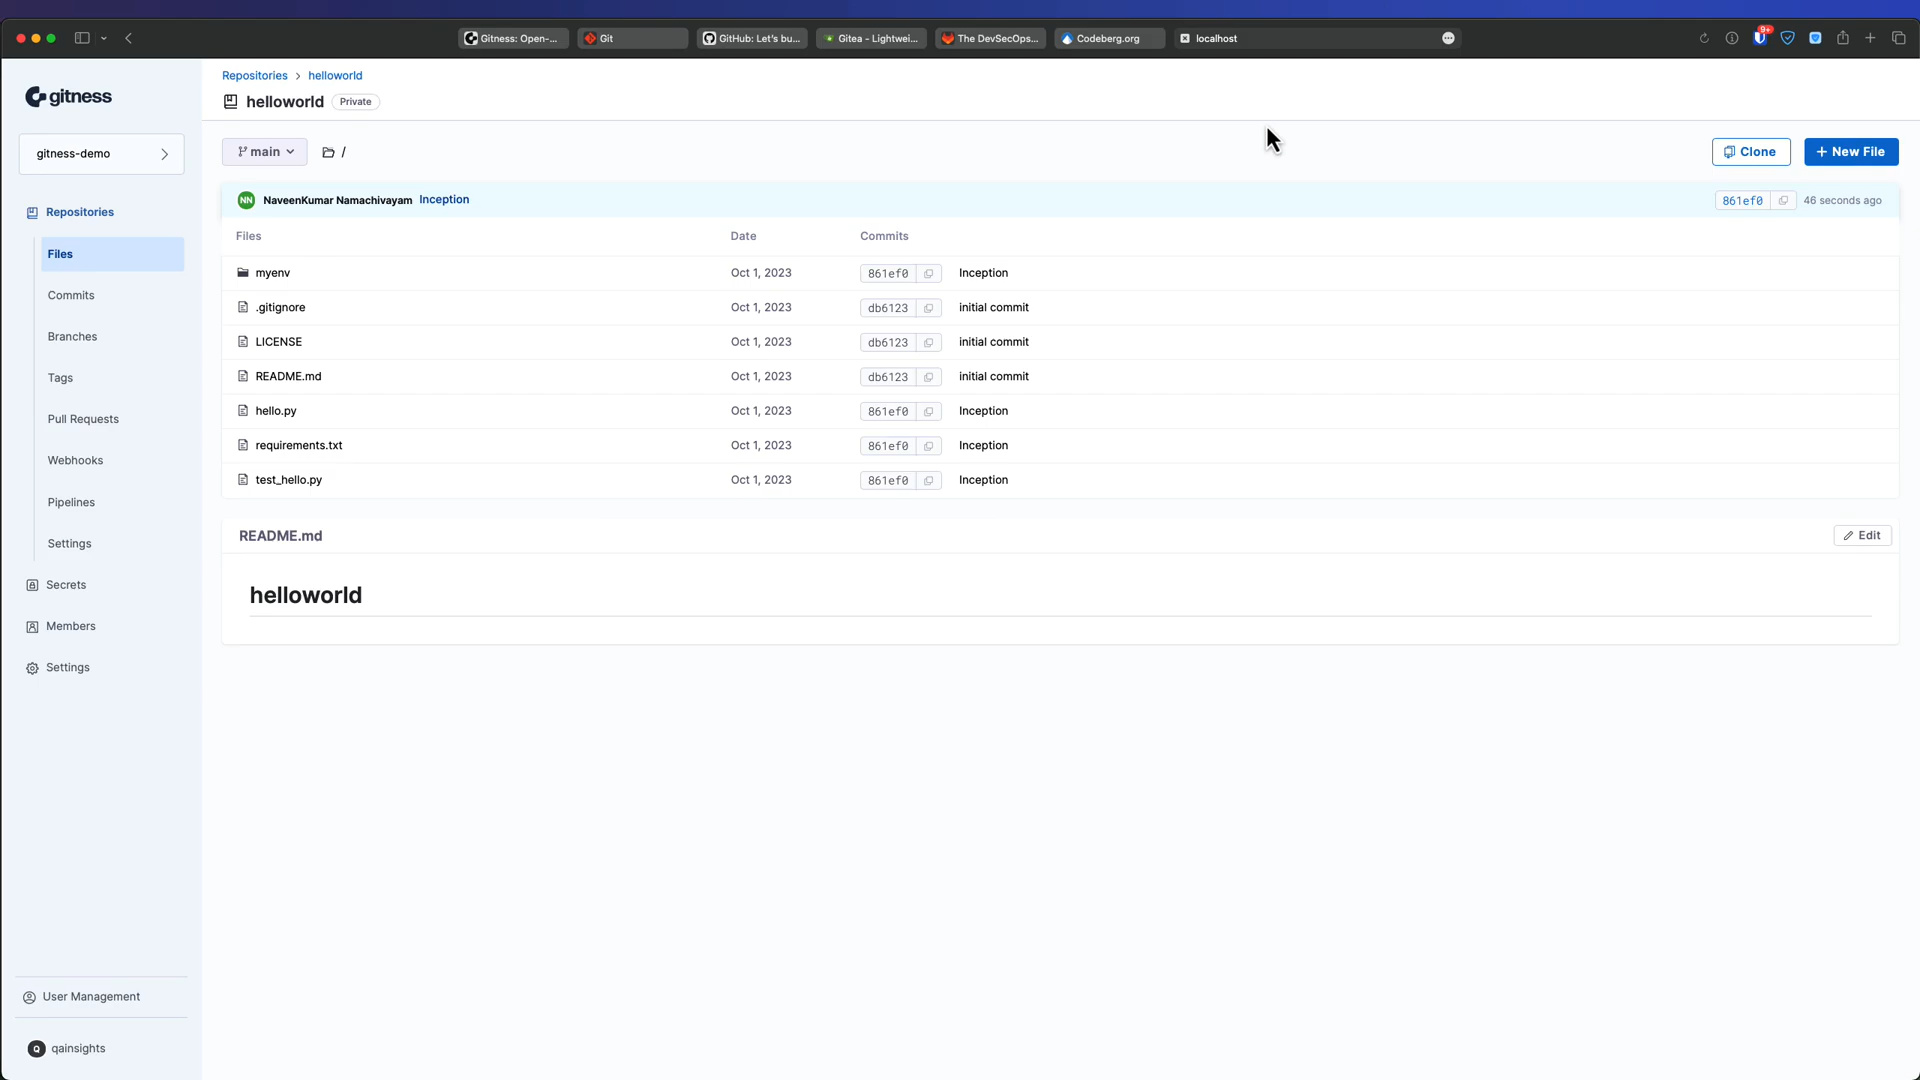 Gitness: Open-...
Git
GitHub: Let's bu...
Gitea - Lightwei...
The DevSecOps...
Codeberg.org
localhost
9+
gitness
gitness-demo
Repositories
Files
Commits
Branches
Tags
Pull Requests
Webhooks
Pipelines
Settings
Secrets
Members
Settings
User Management
Q qainsights
Repositories > helloworld
helloworld Private
main /
Clone
+ New File
NN NaveenKumar Namachivayam Inception 861ef0 46 seconds ago
Files Date Commits
myenv Oct 1, 2023 861ef0 Inception
.gitignore Oct 1, 2023 db6123 initial commit
LICENSE Oct 1, 2023 db6123 initial commit
README.md Oct 1, 2023 db6123 initial commit
hello.py Oct 1, 2023 861ef0 Inception
requirements.txt Oct 1, 2023 861ef0 Inception
test_hello.py Oct 1, 2023 861ef0 Inception
README.md Edit
helloworld